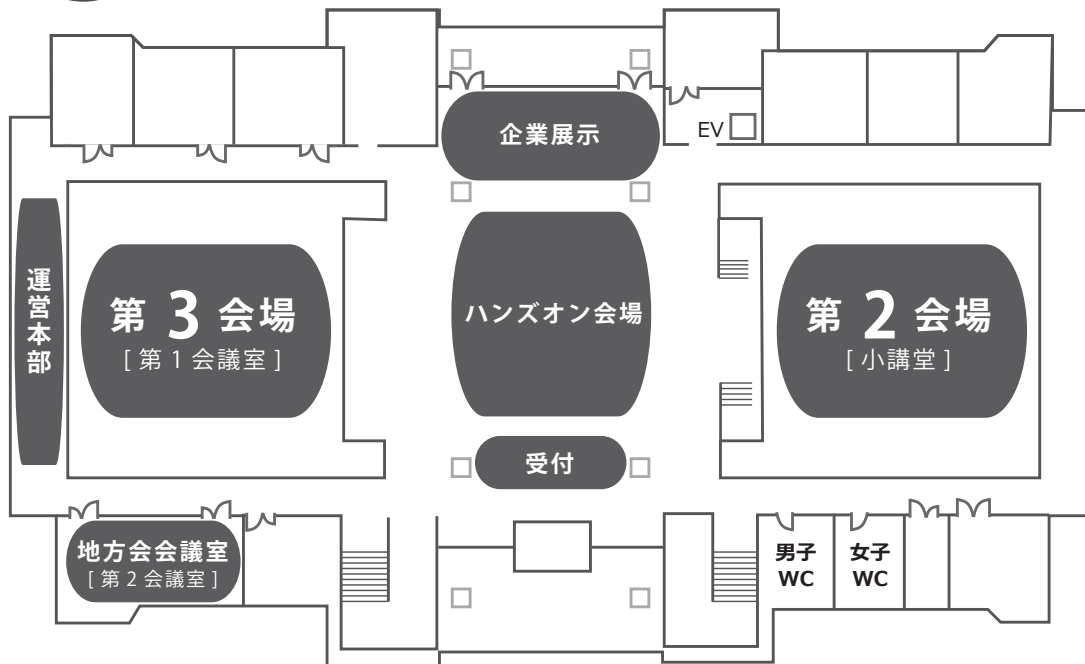 企業展示
EV
運営本部
第 3 会場
[ 第 1 会議室 ]
ハンズオン会場
第 2 会場
[ 小講堂 ]
受付
地方会会議室
[ 第 2 会議室 ]
男子
WC
女子
WC